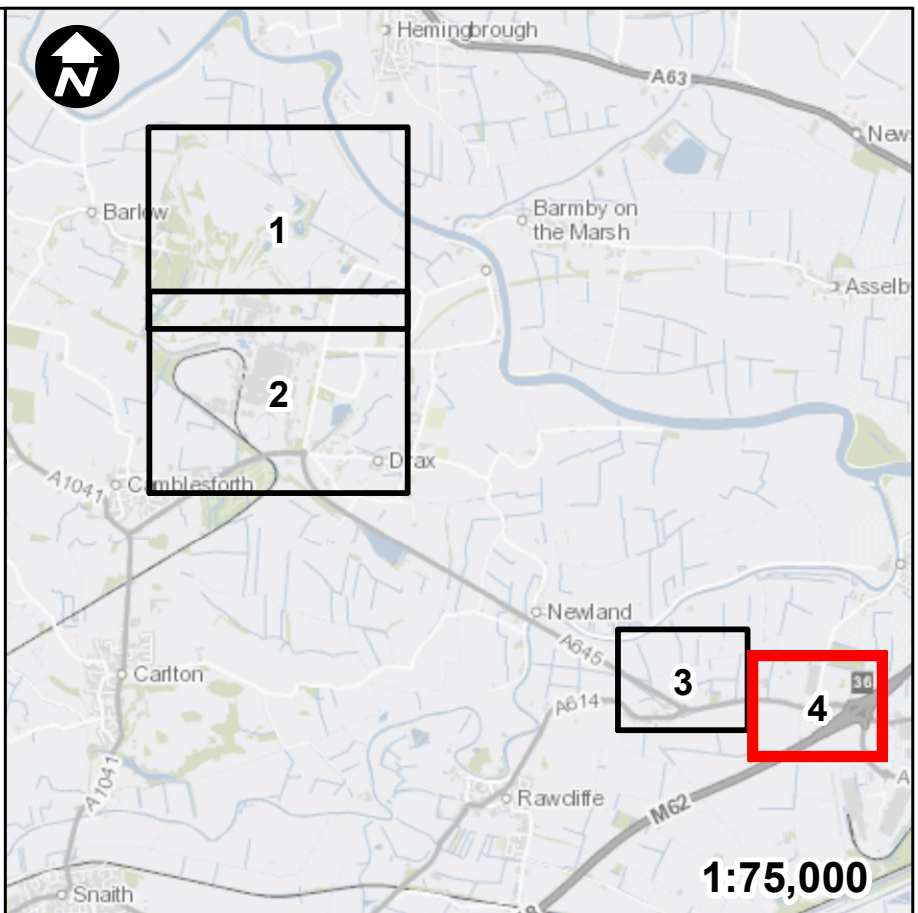 N
Hemingbrough
A63
New
Barlow
1
Barmby on
the Marsh
Asselb
2
Drax
A1041
Camblesforth
Newland
A645
Carlton
3
36
4
A614
A1041
Rawcliffe
M62
A
1:75,000
Snaith